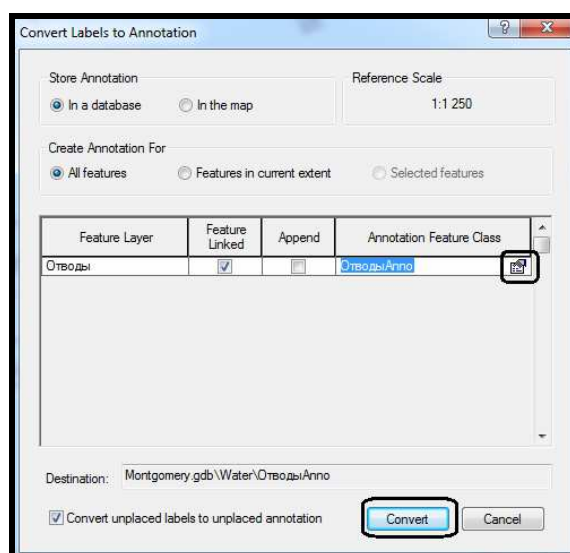 Convert Labels to Annotation
Store Annotation
In a database In the map
Reference Scale
1:1 250
Create Annotation For
All features Features in current extent Selected features
Feature Layer Feature Linked Append Annotation Feature Class
Отводы ОтводыAnno
Destination: Montgomery.gdb\Water\ОтводыAnno
Convert unplaced labels to unplaced annotation Convert Cancel